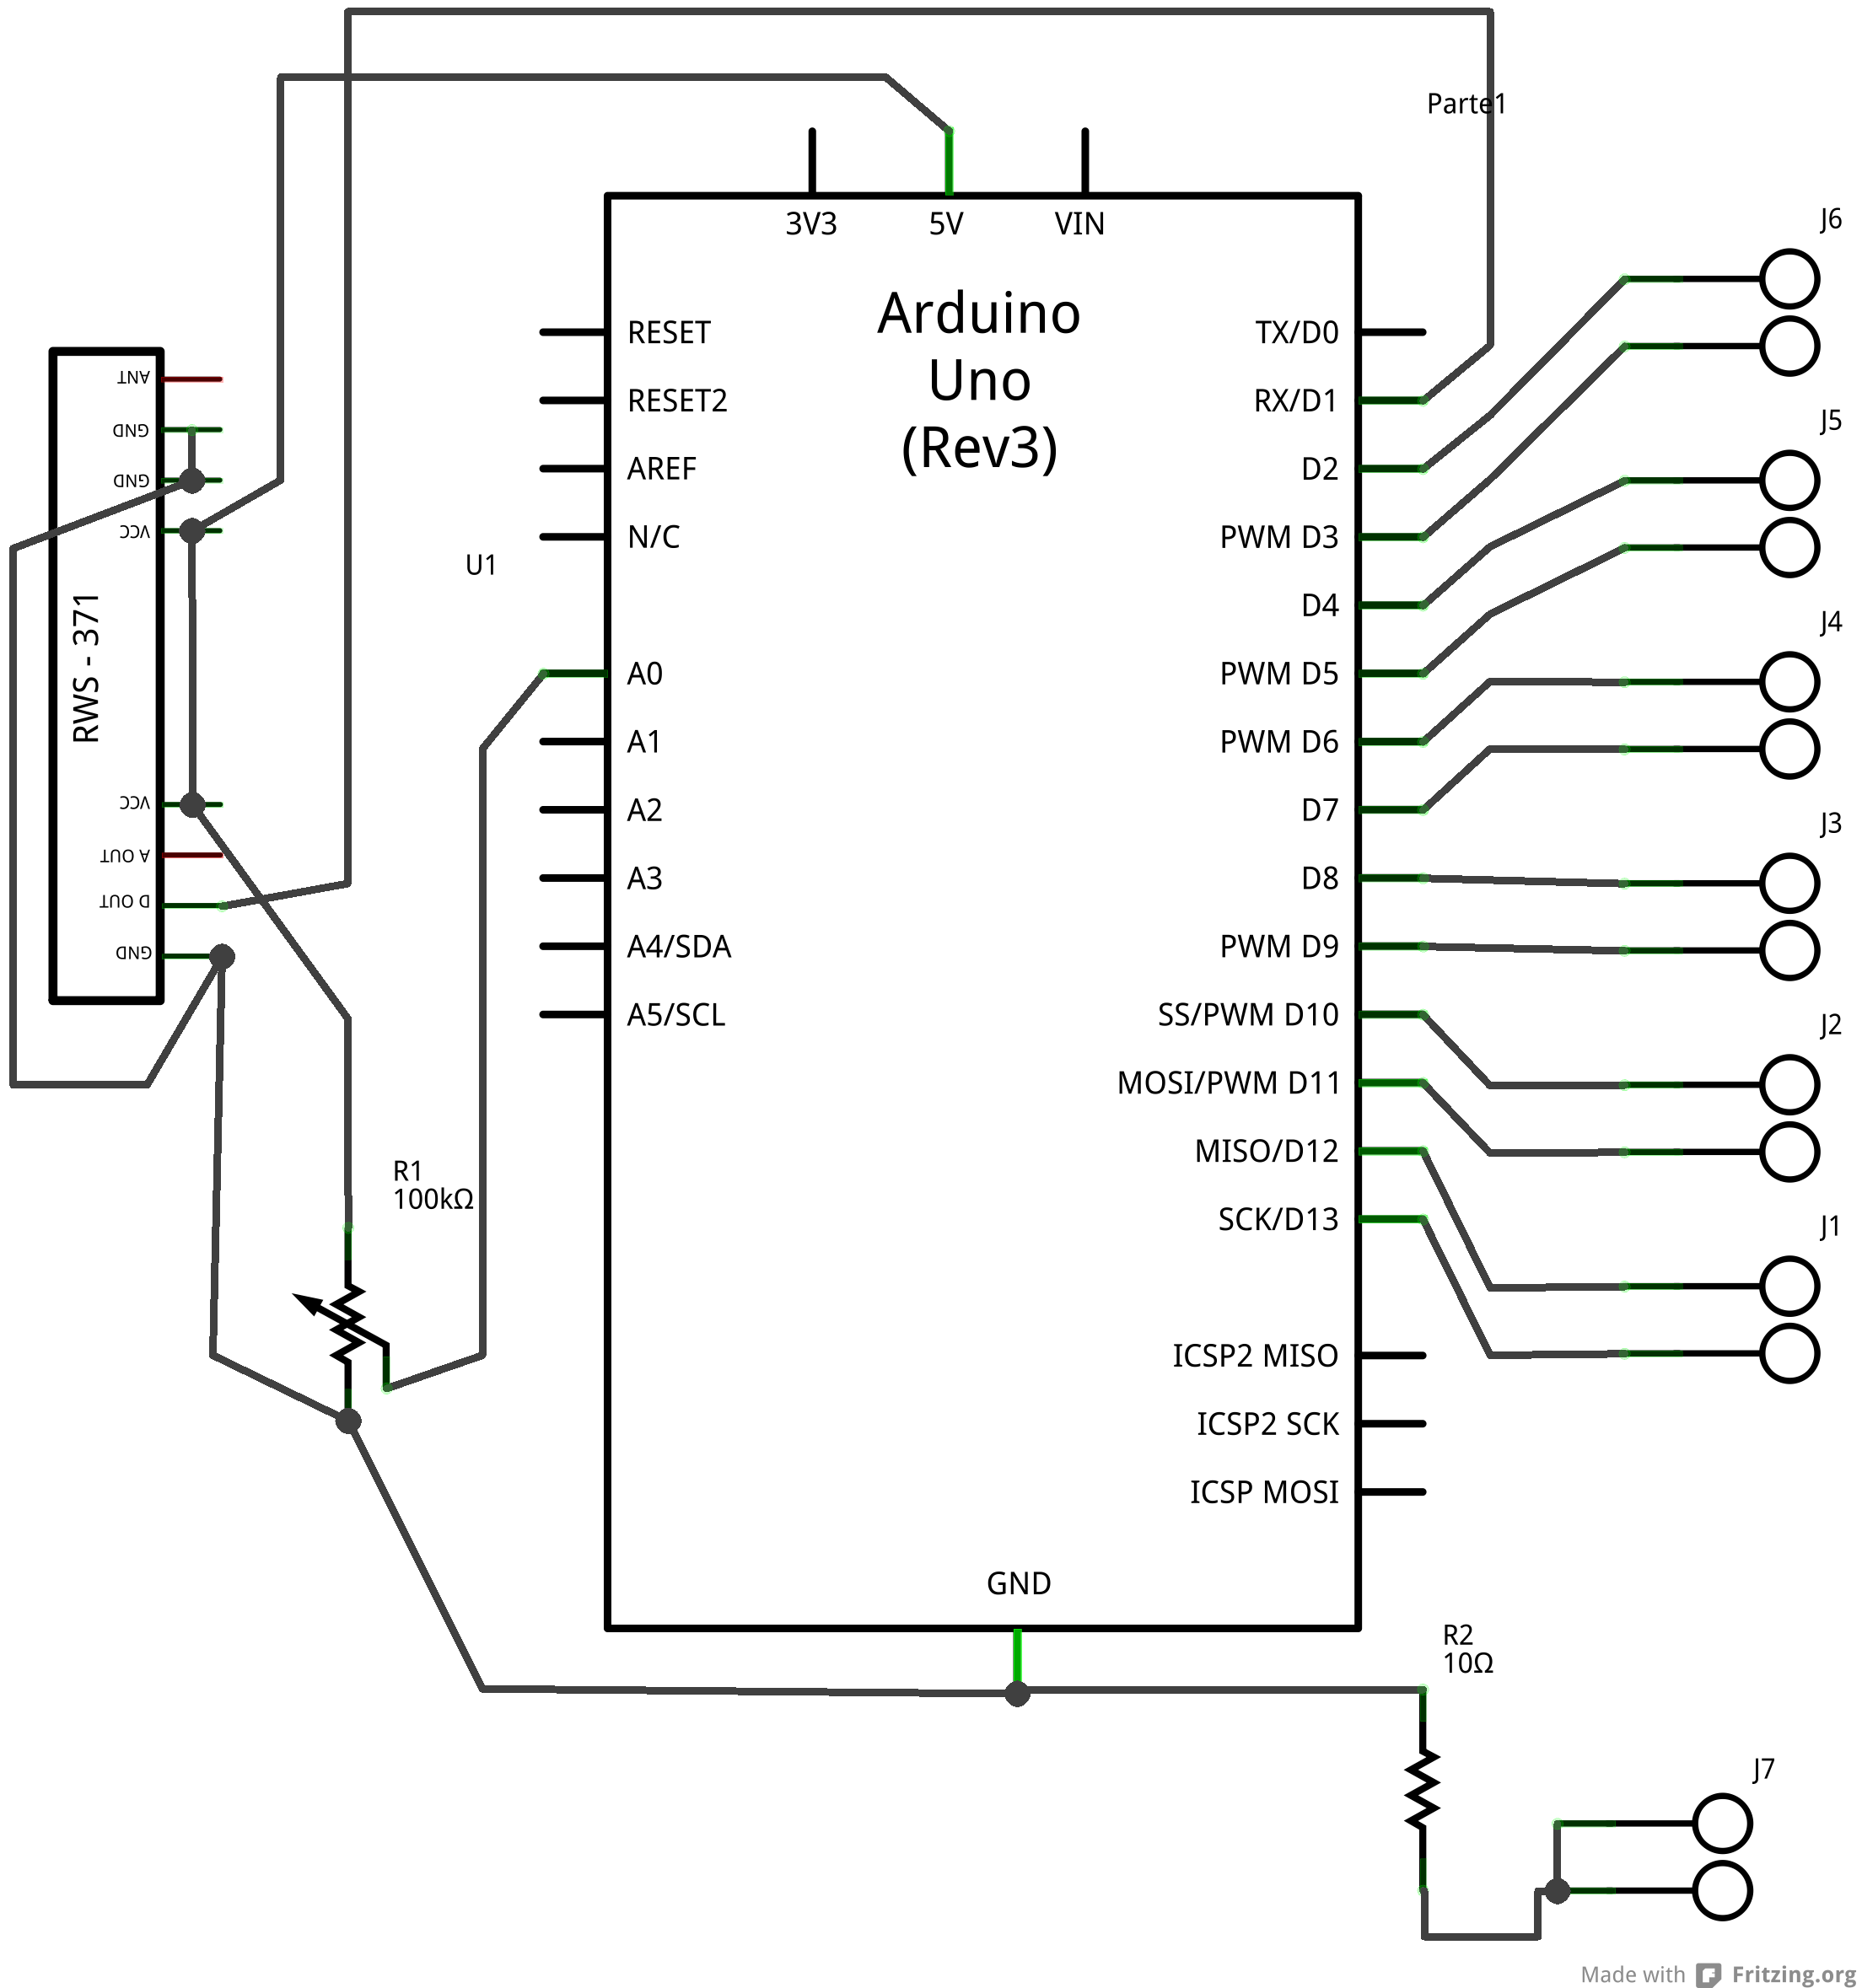 Parte1
3V3
5V
VIN
Arduino
Uno
(Rev3)
RESET
RESET2
AREF
N/C
A0
A1
A2
A3
A4/SDA
A5/SCL
TX/D0
RX/D1
D2
PWM D3
D4
PWM D5
PWM D6
D7
D8
PWM D9
SS/PWM D10
MOSI/PWM D11
MISO/D12
SCK/D13
ICSP2 MISO
ICSP2 SCK
ICSP MOSI
GND
U1
ANT
GND
GND
VCC
RWS - 371
VCC
A OUT
D OUT
GND
R1
100kΩ
J6
J5
J4
J3
J2
J1
R2
10Ω
J7
Made with Fritzing.org